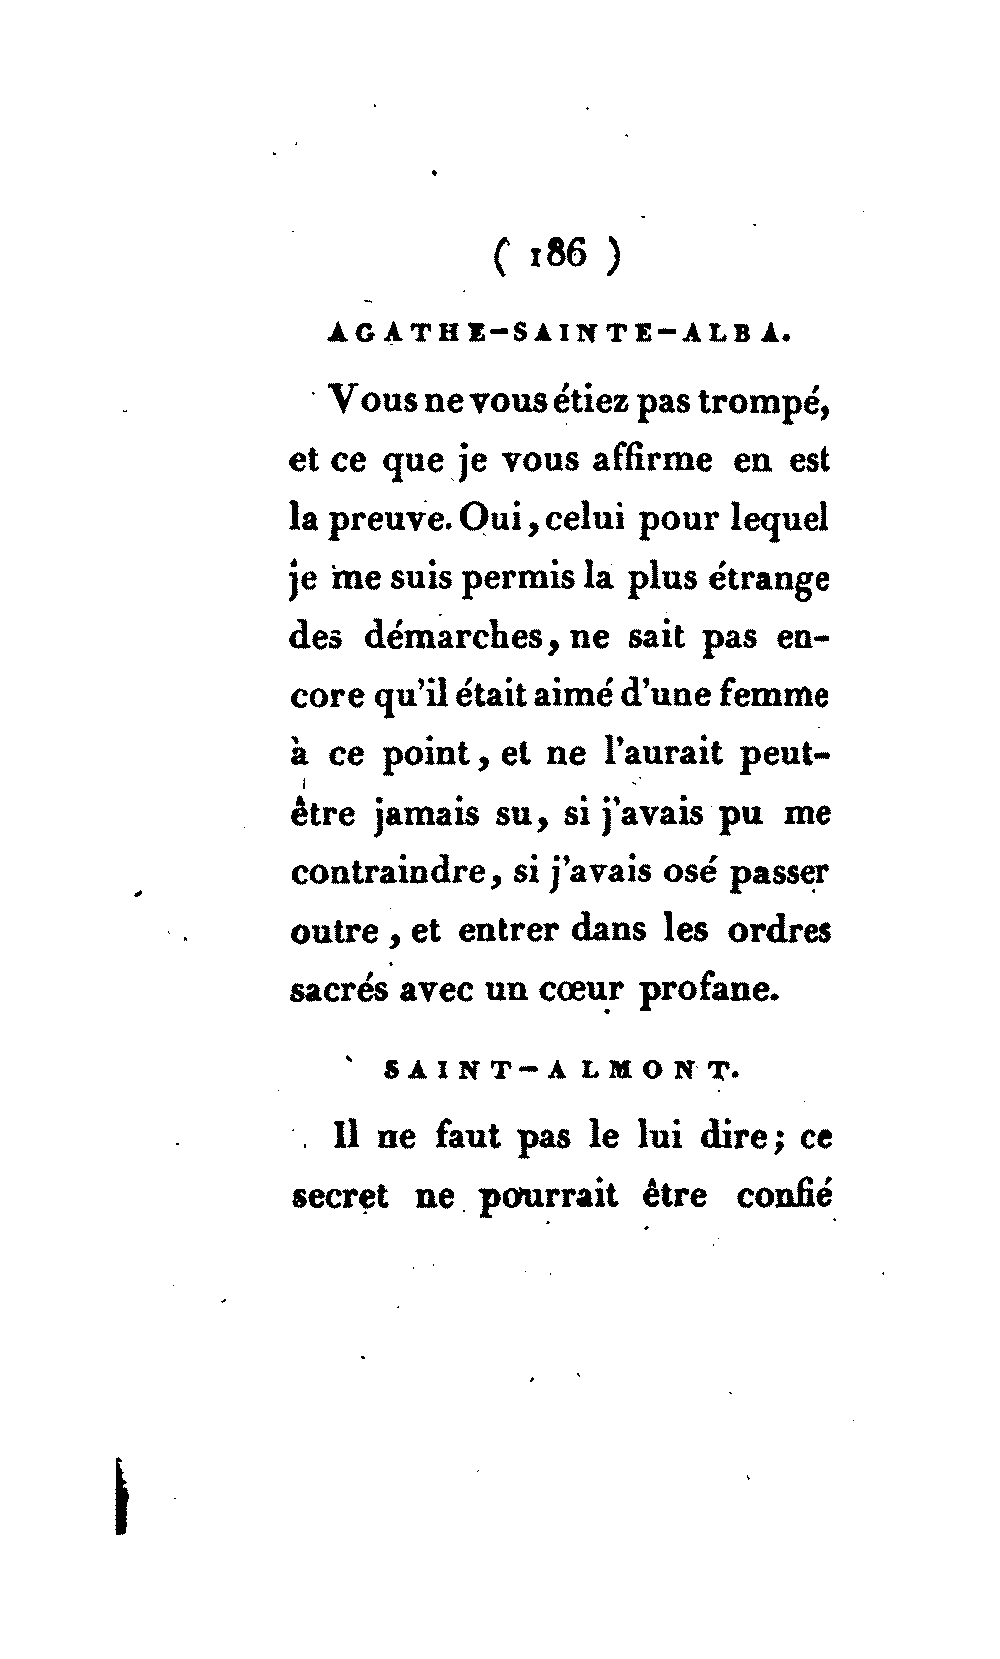 ( 186 )
AGATHE-SAINTE-ALBA.
Vous ne vous étiez pas trompé,
et ce que je vous affirme en est
la preuve. Oui, celui pour lequel
je me suis permis la plus étrange
des démarches, ne sait pas en-
core qu'il était aimé d'une femme
à ce point, et ne l'aurait peut-
être jamais su, si j'avais pu me
contraindre, si j'avais osé passer
outre, et entrer dans les ordres
sacrés avec un cœur profane.
SAINT-ALMONT.
Il ne faut pas le lui dire; ce
secret ne pourrait être confié